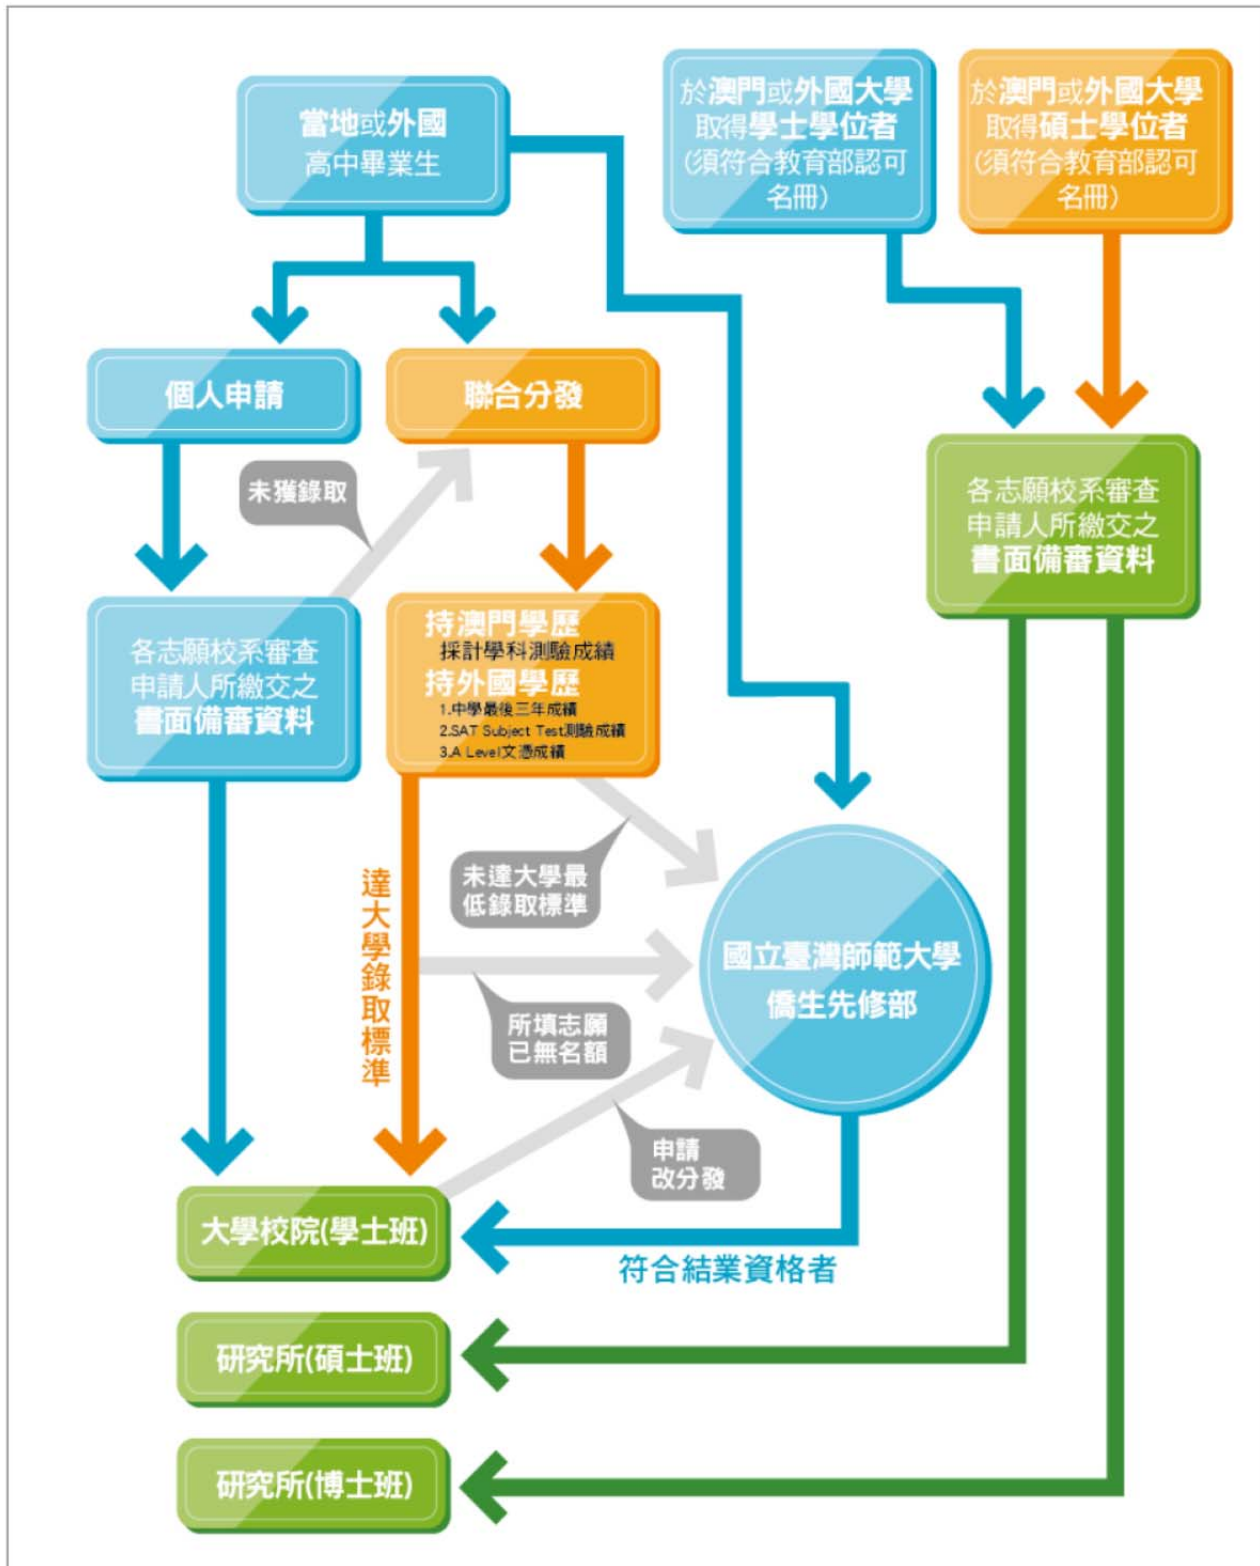 當地或外國
高中畢業生
於澳門或外國大學
取得學士學位者
(須符合教育部認可
名冊)
於澳門或外國大學
取得碩士學位者
(須符合教育部認可
名冊)
個人申請
聯合分發
未獲錄取
各志願校系審查
申請人所繳交之
書面備審資料
各志願校系審查
申請人所繳交之
書面備審資料
持澳門學歷
採計學科測驗成績
持外國學歷
1.中學最後三年成績
2.SAT Subject Test測驗成績
3.A Level文憑成績
達大學錄取標準
未達大學最
低錄取標準
國立臺灣師範大學
僑生先修部
所填志願
已無名額
申請
改分發
大學校院(學士班)
符合結業資格者
研究所(碩士班)
研究所(博士班)